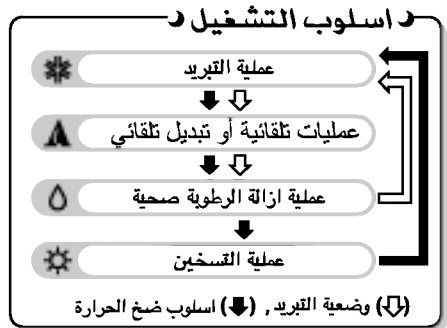 اسلوب التشغيل
عملية التبريد
عمليات تلقائية أو تبديل تلقائي
عملية ازالة الرطوبة صحية
عملية التسخين
(⇩) وضعية التبريد , (⬇) اسلوب ضخ الحرارة